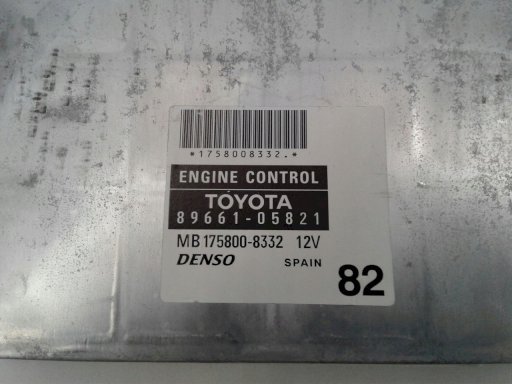 *1758008332.*
ENGINE CONTROL
TOYOTA
89661-05821
MB175800-8332 12V
DENSO SPAIN 82